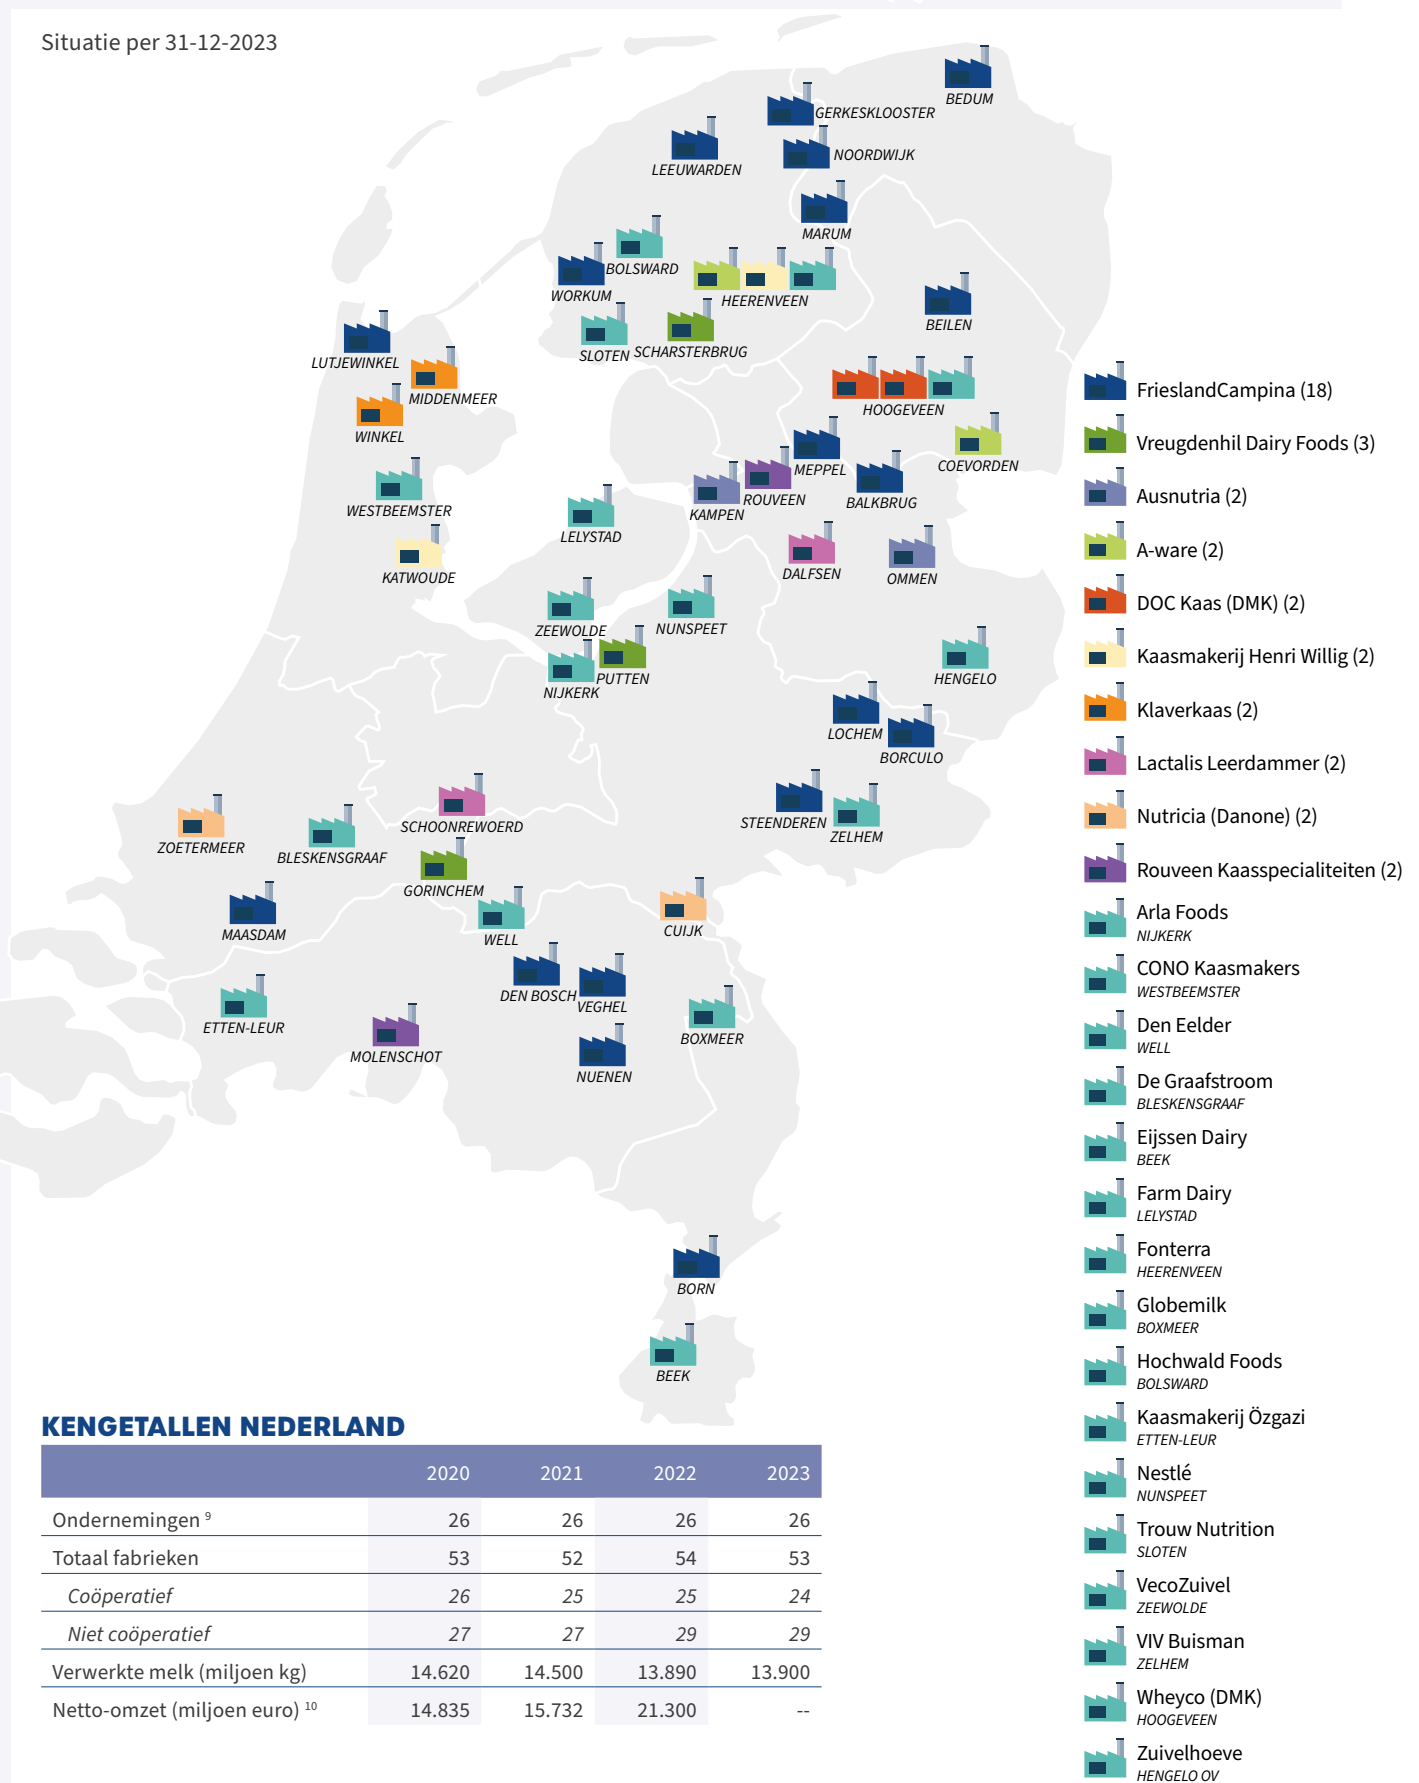 Situatie per 31-12-2023
BEDUM
GERKESKLOOSTER
NOORDWIJK
LEEUWARDEN
MARUM
BOLSWARD
WORKUM
HEERENVEEN
BEILEN
SLOTEN
SCHARSTERBRUG
LUTJEWINKEL
MIDDENMEER
WINKEL
HOOGEVEEN
COEVORDEN
MEPPEL
ROUVEEN
BALKBRUG
KAMPEN
WESTBEEMSTER
LELYSTAD
KATWOUDE
DALFSEN
OMMEN
ZEEWOLDE
NUNSPEET
NIJKERK
PUTTEN
HENGELO
LOCHEM
BORCULO
STEENDEREN
ZELHEM
SCHOONREWOERD
ZOETERMEER
BLESKENSGRAAF
GORINCHEM
MAASDAM
WELL
CUIJK
DEN BOSCH
VEGHEL
ETTEN-LEUR
MOLENSCHOT
BOXMEER
NUENEN
BORN
BEEK
FrieslandCampina (18)
Vreugdenhil Dairy Foods (3)
Ausnutria (2)
A-ware (2)
DOC Kaas (DMK) (2)
Kaasmakerij Henri Willig (2)
Klaverkaas (2)
Lactalis Leerdammer (2)
Nutricia (Danone) (2)
Rouveen Kaasspecialiteiten (2)
Arla Foods
NIJKERK
CONO Kaasmakers
WESTBEEMSTER
Den Eelder
WELL
De Graafstroom
BLESKENSGRAAF
Eijssen Dairy
BEEK
Farm Dairy
LELYSTAD
Fonterra
HEERENVEEN
Globemilk
BOXMEER
Hochwald Foods
BOLSWARD
Kaasmakerij Özgazi
ETTEN-LEUR
Nestlé
NUNSPEET
Trouw Nutrition
SLOTEN
VecoZuivel
ZEEWOLDE
VIV Buisman
ZELHEM
Wheyco (DMK)
HOOGEVEEN
Zuivelhoeve
HENGELO OV
KENGETALLEN NEDERLAND
2020 2021 2022 2023
Ondernemingen ⁹ 26 26 26 26
Totaal fabrieken 53 52 54 53
Coöperatief 26 25 25 24
Niet coöperatief 27 27 29 29
Verwerkte melk (miljoen kg) 14.620 14.500 13.890 13.900
Netto-omzet (miljoen euro) ¹⁰ 14.835 15.732 21.300 --